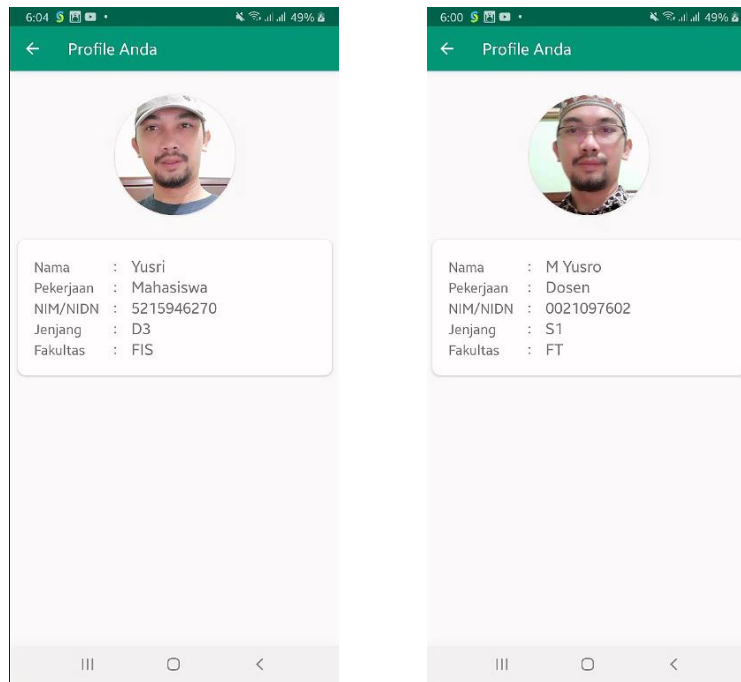 6:04
49%
Profile Anda
Nama : Yusri
Pekerjaan : Mahasiswa
NIM/NIDN : 5215946270
Jenjang : D3
Fakultas : FIS
6:00
49%
Profile Anda
Nama : M Yusro
Pekerjaan : Dosen
NIM/NIDN : 0021097602
Jenjang : S1
Fakultas : FT